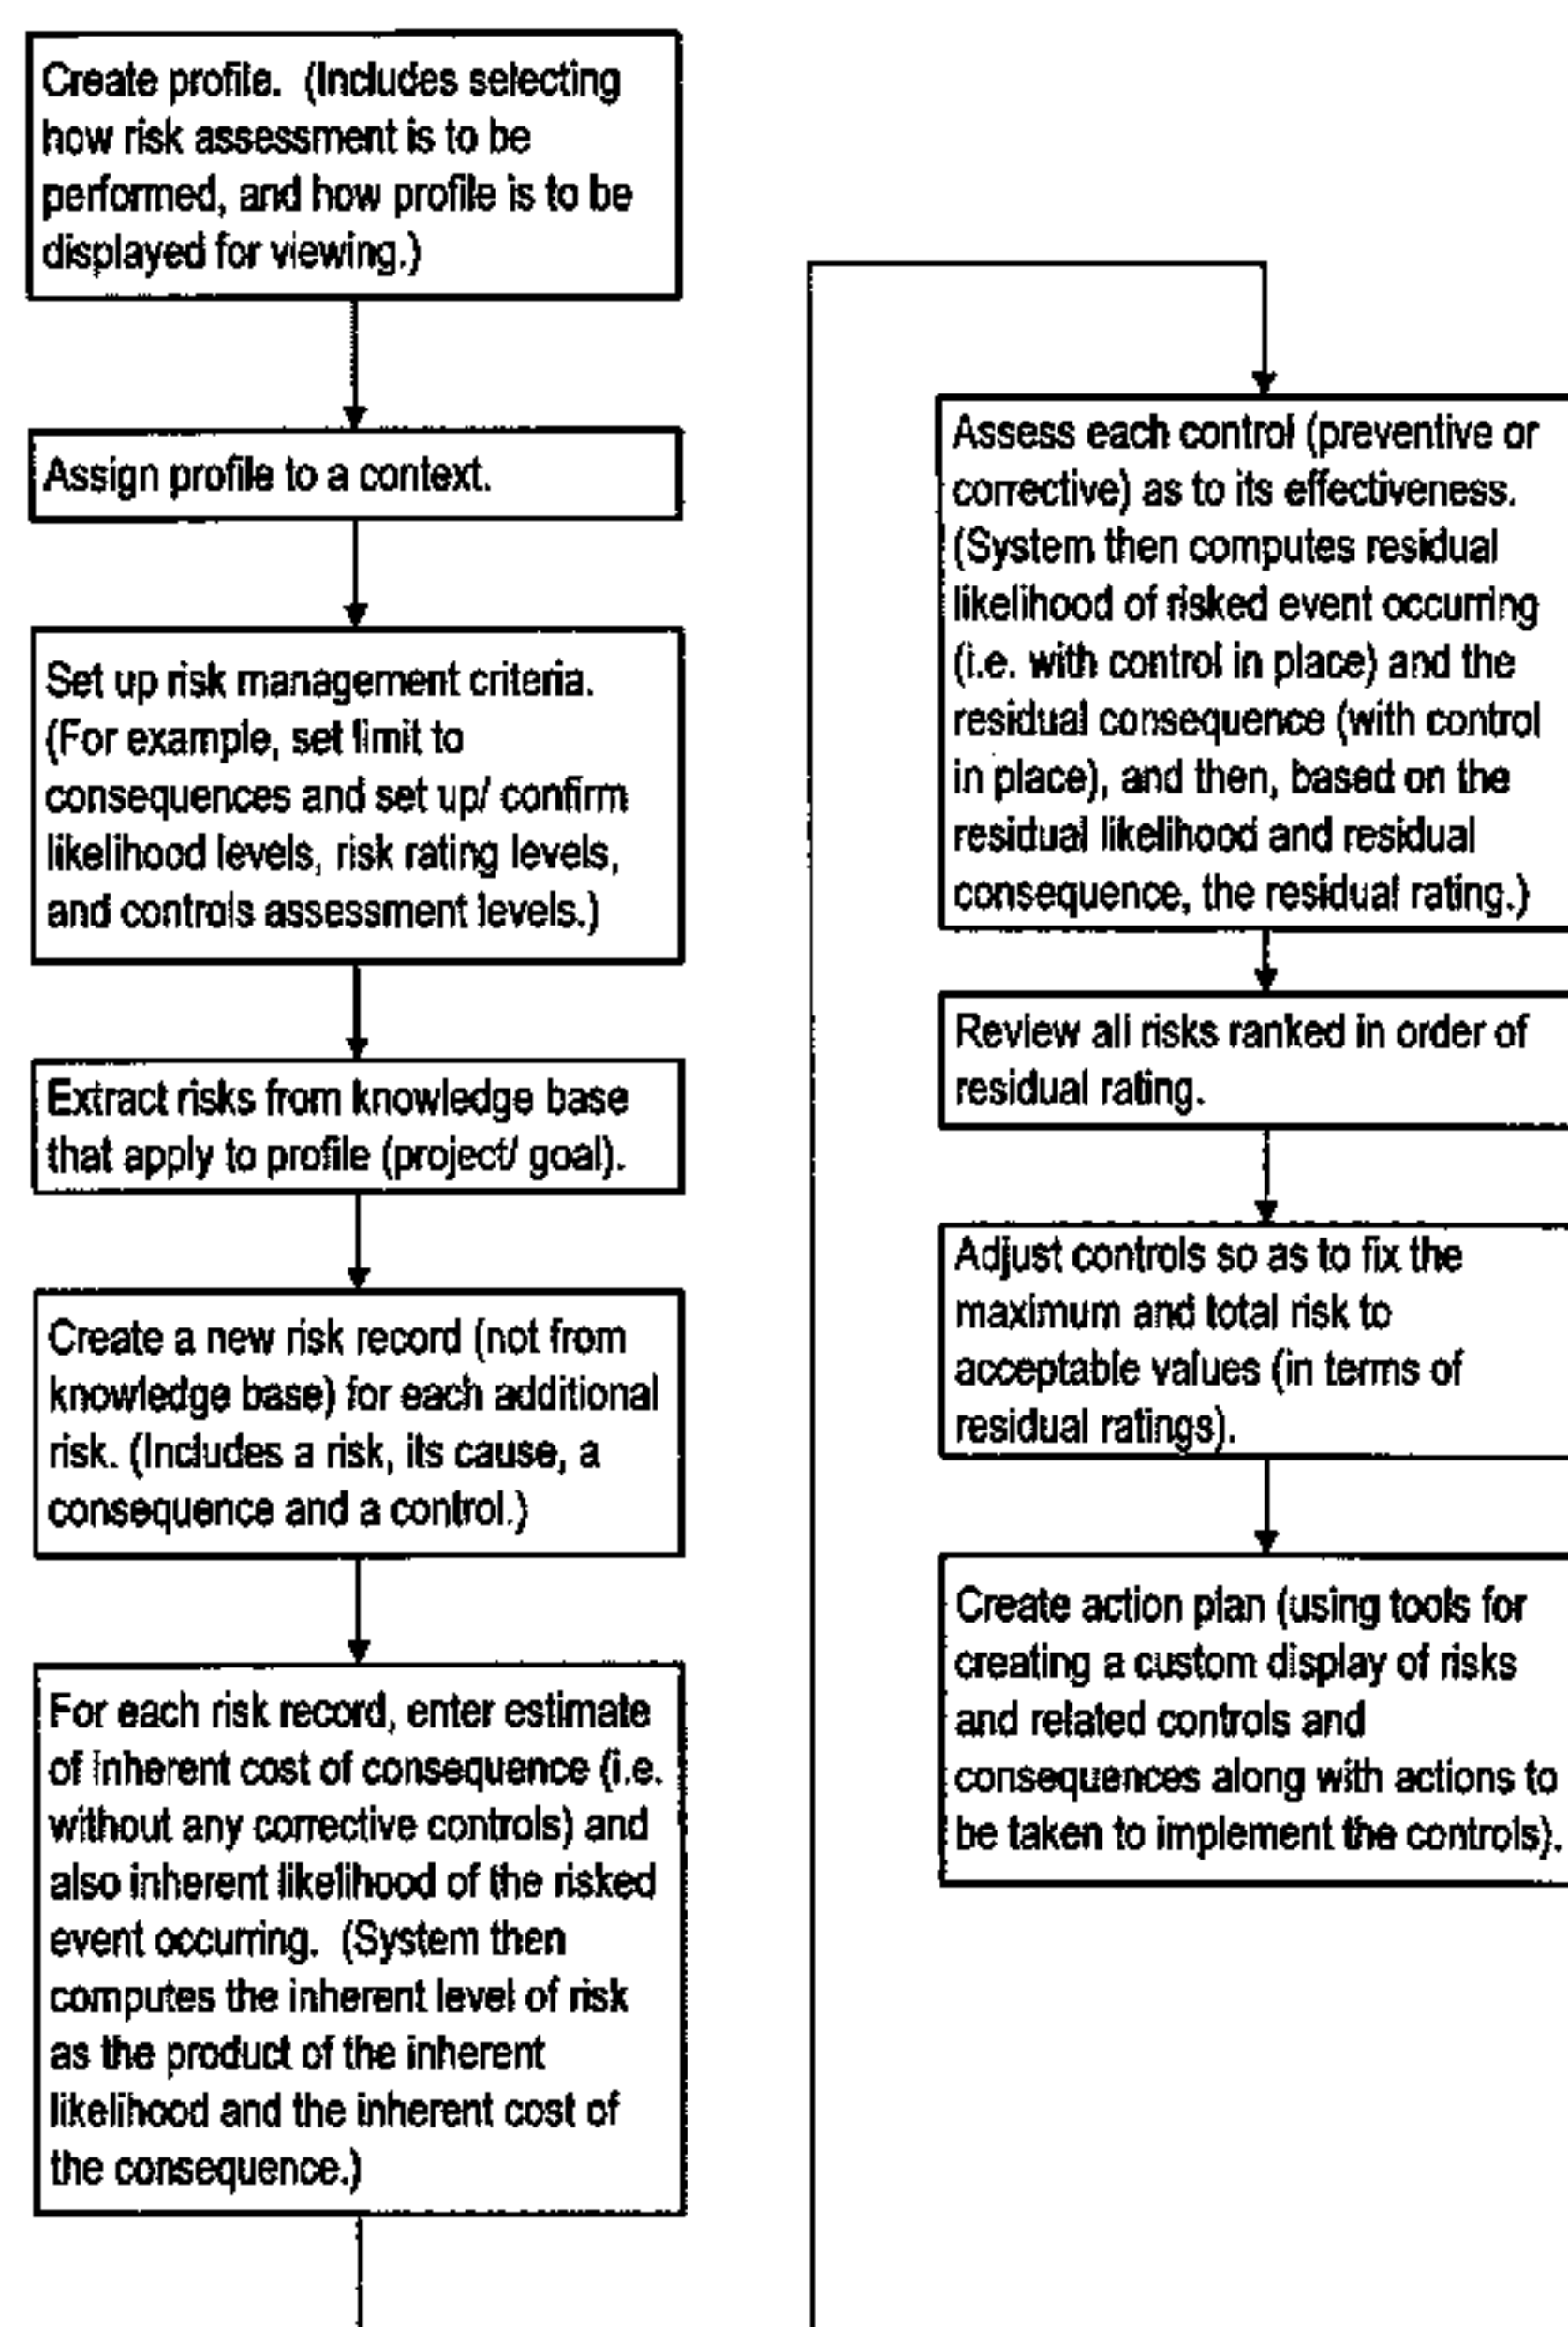 Create profile. (Includes selecting
how risk assessment is to be
performed, and how profile is to be
displayed for viewing.)
Assign profile to a context.
Set up risk management criteria.
(For example, set limit to
consequences and set up/ confirm
likelihood levels, risk rating levels,
and controls assessment levels.)
Extract risks from knowledge base
that apply to profile (project/ goal).
Create a new risk record (not from
knowledge base) for each additional
risk. (Includes a risk, its cause, a
consequence and a control.)
For each risk record, enter estimate
of inherent cost of consequence (i.e.
without any corrective controls) and
also inherent likelihood of the risked
event occurring. (System then
computes the inherent level of risk
as the product of the inherent
likelihood and the inherent cost of
the consequence.)
Assess each control (preventive or
corrective) as to its effectiveness.
(System then computes residual
likelihood of risked event occurring
(i.e. with control in place) and the
residual consequence (with control
in place), and then, based on the
residual likelihood and residual
consequence, the residual rating.)
Review all risks ranked in order of
residual rating.
Adjust controls so as to fix the
maximum and total risk to
acceptable values (in terms of
residual ratings).
Create action plan (using tools for
creating a custom display of risks
and related controls and
consequences along with actions to
be taken to implement the controls).